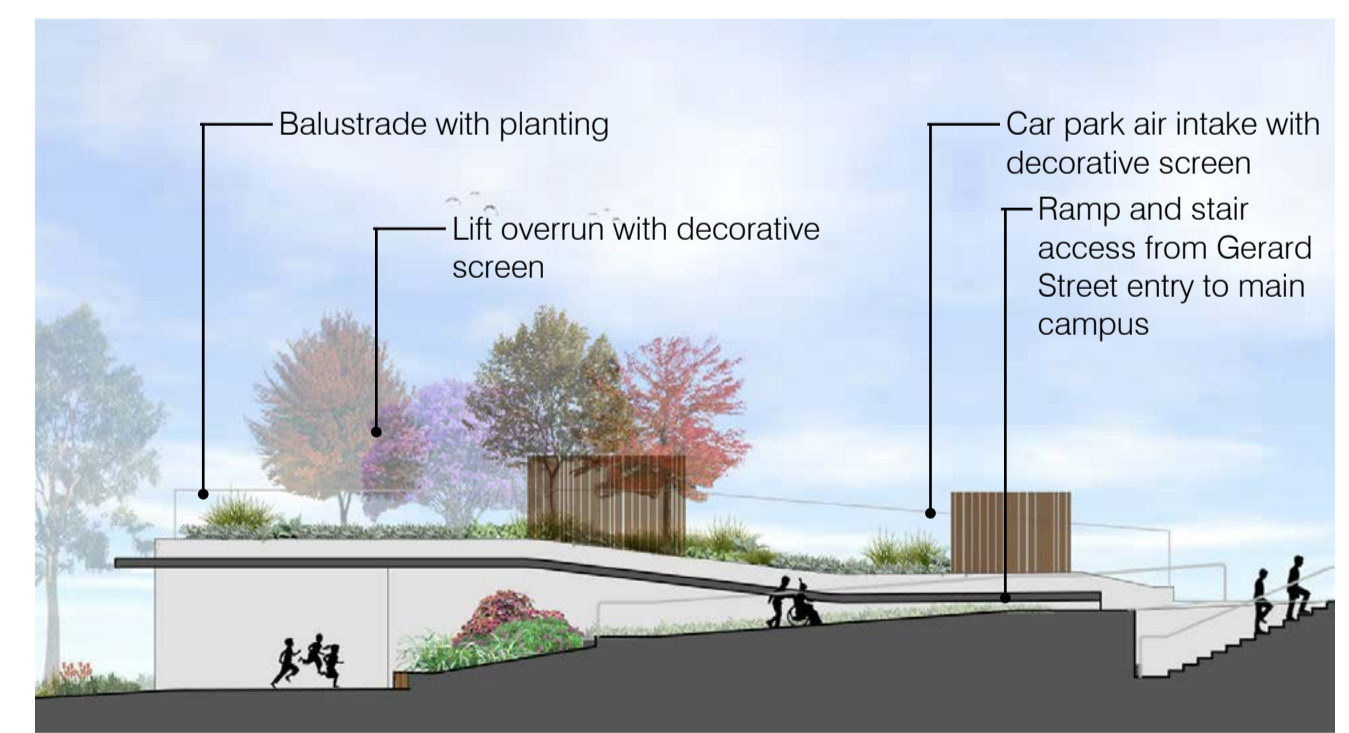 Balustrade with planting
Lift overrun with decorative
screen
Car park air intake with
decorative screen
Ramp and stair
access from Gerard
Street entry to main
campus